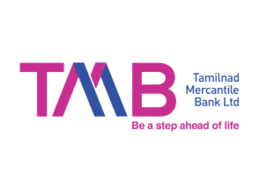 TMB
Tamilnad
Mercantile
Bank Ltd
Be a step ahead of life